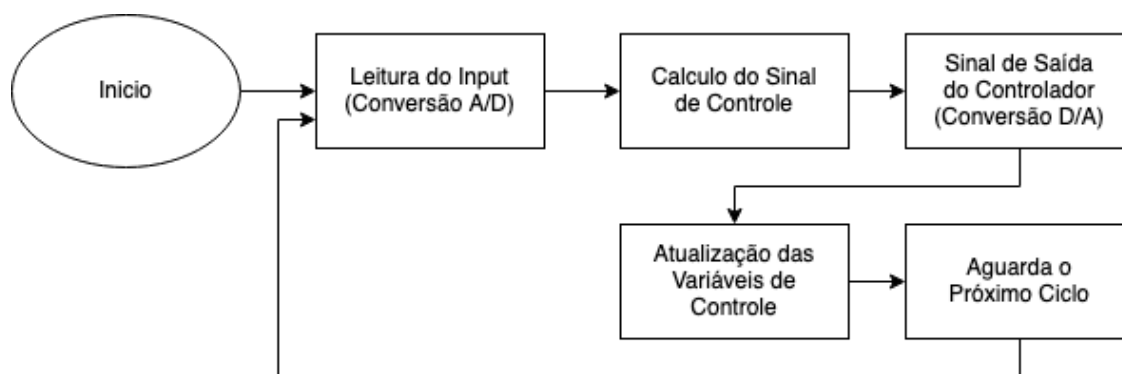 Inicio
Leitura do Input
(Conversão A/D)
Calculo do Sinal
de Controle
Sinal de Saída
do Controlador
(Conversão D/A)
Atualização das
Variáveis de
Controle
Aguarda o
Próximo Ciclo